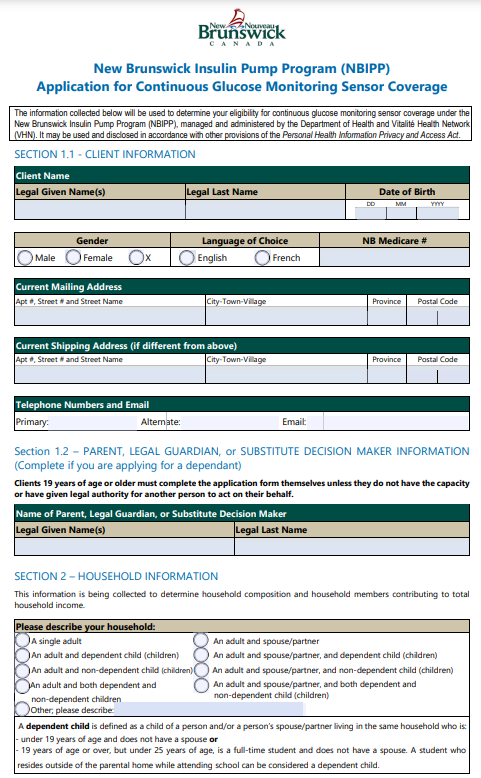 New Nouveau
Brunswick
CANADA
New Brunswick Insulin Pump Program (NBIPP)
Application for Continuous Glucose Monitoring Sensor Coverage
The information collected below will be used to determine your eligibility for continuous glucose monitoring sensor coverage under the
New Brunswick Insulin Pump Program (NBIPP), managed and administered by the Department of Health and Vitalité Health Network
(VHN). It may be used and disclosed in accordance with other provisions of the Personal Health Information Privacy and Access Act.
SECTION 1.1 - CLIENT INFORMATION
Client Name
Legal Given Name(s) Legal Last Name Date of Birth
DD MM YYYY
Gender Language of Choice NB Medicare #
Male Female X English French
Current Mailing Address
Apt #, Street # and Street Name City-Town-Village Province Postal Code
Current Shipping Address (if different from above)
Apt #, Street # and Street Name City-Town-Village Province Postal Code
Telephone Numbers and Email
Primary: Alternate: Email:
Section 1.2 – PARENT, LEGAL GUARDIAN, or SUBSTITUTE DECISION MAKER INFORMATION
(Complete if you are applying for a dependant)
Clients 19 years of age or older must complete the application form themselves unless they do not have the capacity
or have given legal authority for another person to act on their behalf.
Name of Parent, Legal Guardian, or Substitute Decision Maker
Legal Given Name(s) Legal Last Name
SECTION 2 – HOUSEHOLD INFORMATION
This information is being collected to determine household composition and household members contributing to total
household income.
Please describe your household:
A single adult An adult and spouse/partner
An adult and dependent child (children) An adult and spouse/partner, and dependent child (children)
An adult and non-dependent child (children) An adult and spouse/partner, and non-dependent child (children)
An adult and both dependent and An adult and spouse/partner, and both dependent and
non-dependent children non-dependent child (children)
Other; please describe:
A dependent child is defined as a child of a person and/or a person's spouse/partner living in the same household who is:
- under 19 years of age and does not have a spouse or
- 19 years of age or over, but under 25 years of age, is a full-time student and does not have a spouse. A student who
resides outside of the parental home while attending school can be considered a dependent child.